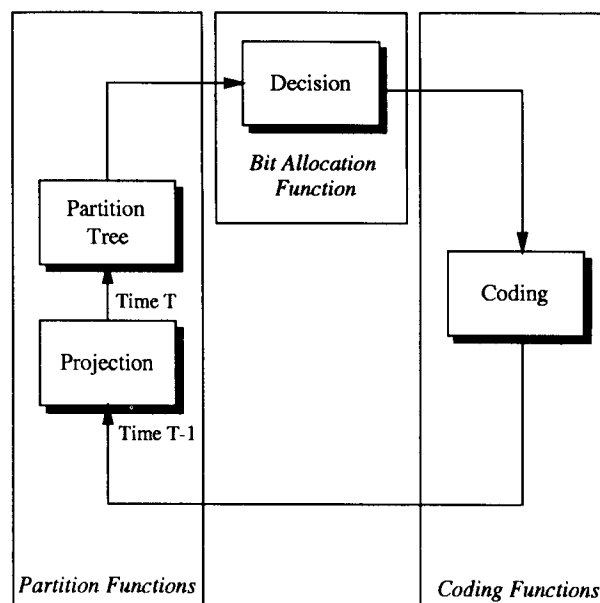 Decision
Bit Allocation
Function
Partition
Tree
Time T
Projection
Time T-1
Coding
Partition Functions
Coding Functions